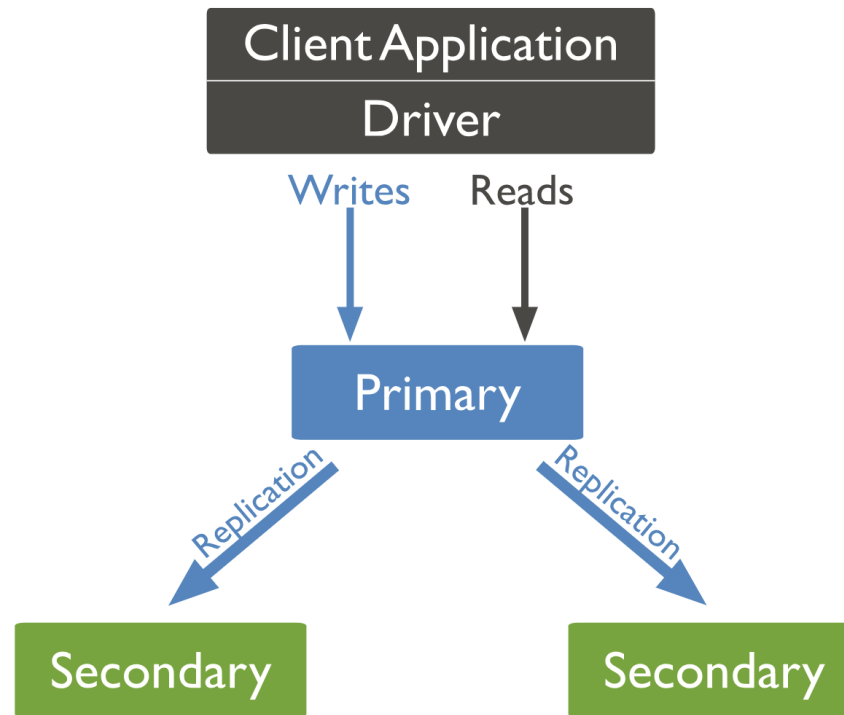 Client Application
Driver
Writes
Reads
Primary
Replication
Replication
Secondary
Secondary